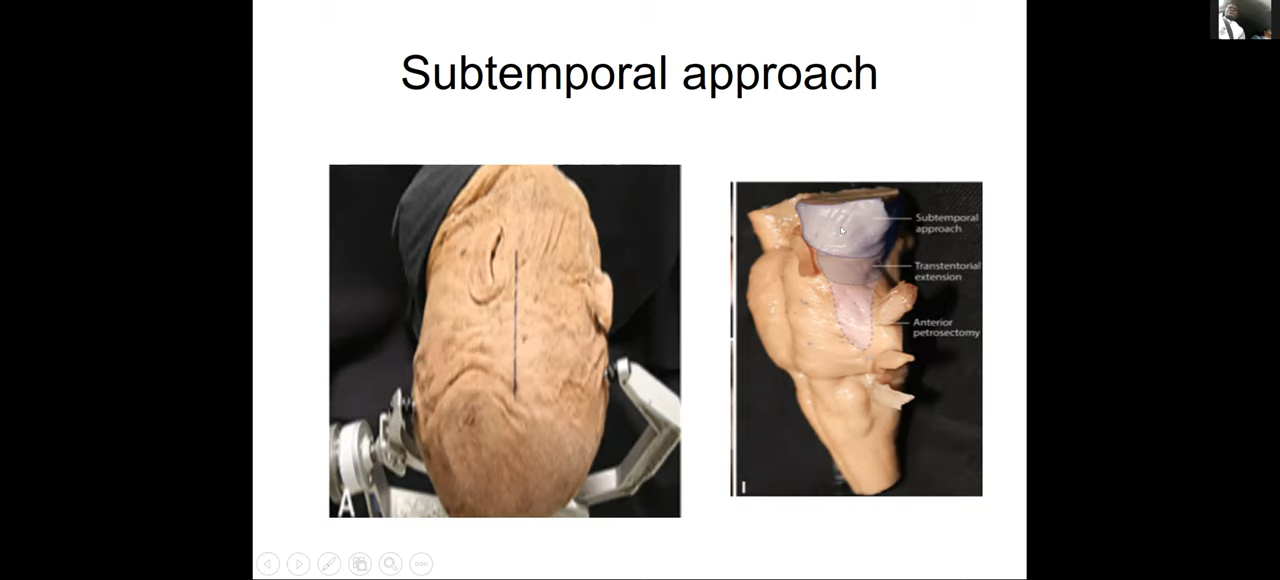 Subtemporal approach
Subtemporal
approach
Transtentorial
extension
Anterior
petrosectomy
A
I